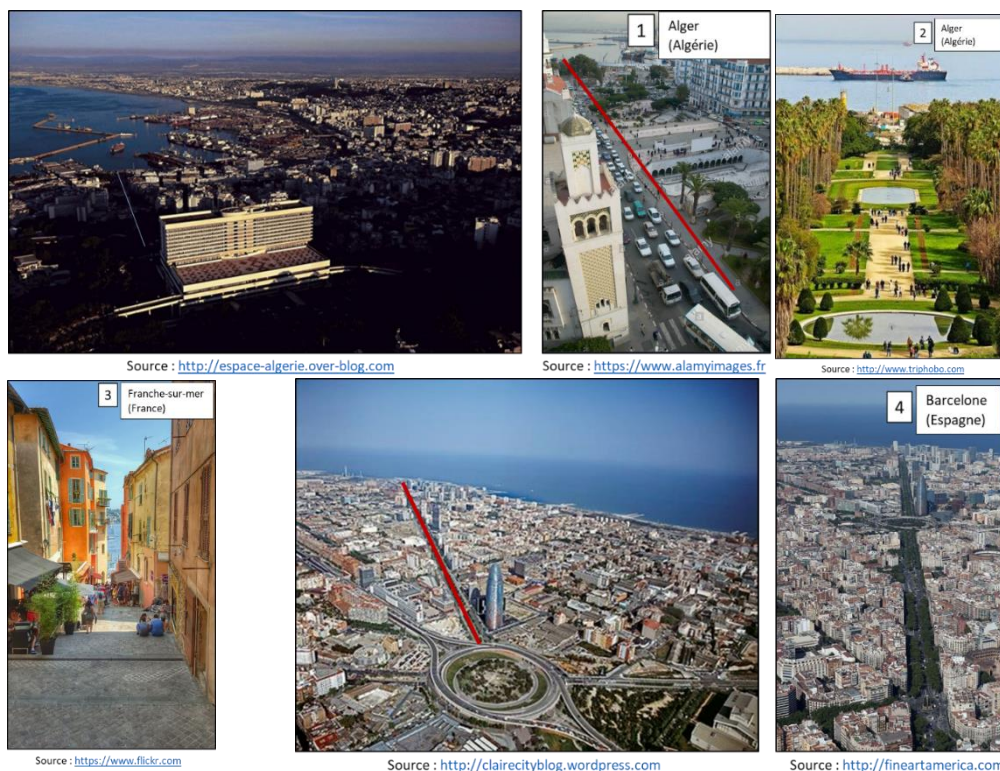 1
Alger
(Algérie)
2
Alger
(Algérie)
Source : http://espace-algerie.over-blog.com
Source : https://www.alamyimages.fr
Source : http://www.triphobo.com
3
Franche-sur-mer
(France)
4
Barcelone
(Espagne)
Source : https://www.flickr.com
Source : http://clairecityblog.wordpress.com
Source : http://fineartamerica.com